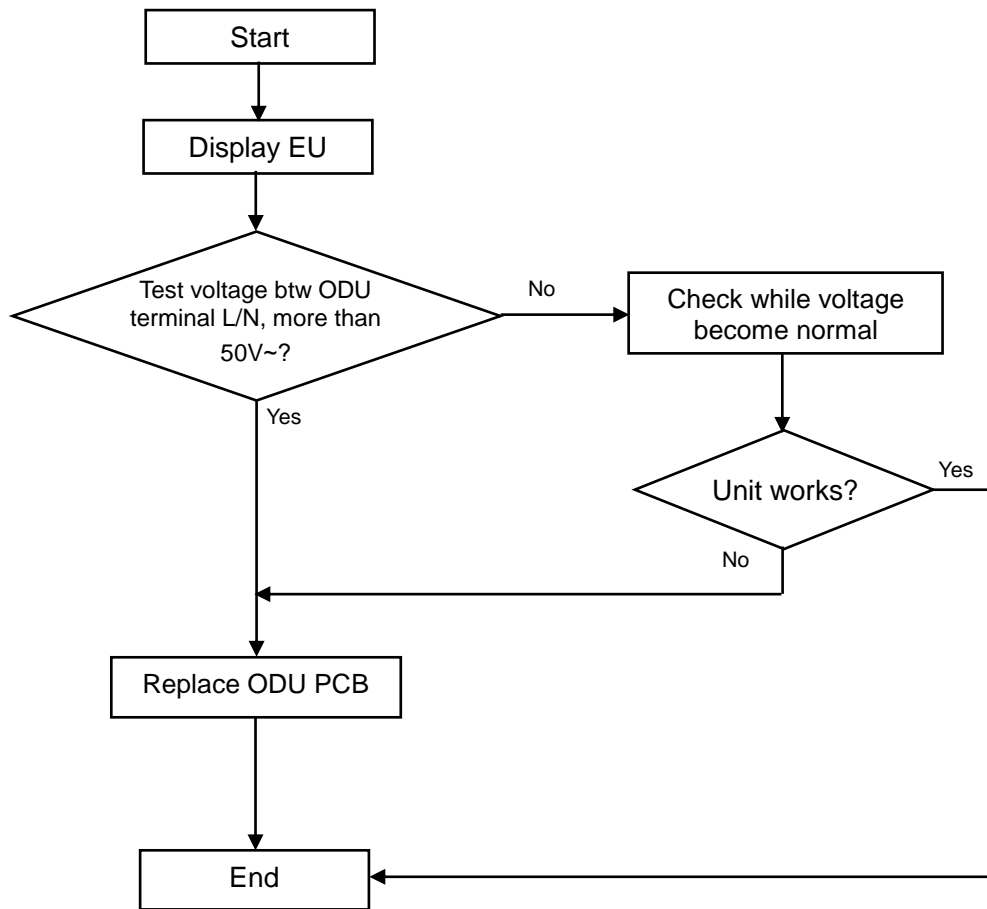 Start
Display EU
Test voltage btw ODU
terminal L/N, more than
50V~?
No
Check while voltage
become normal
Yes
Unit works?
Yes
No
Replace ODU PCB
End